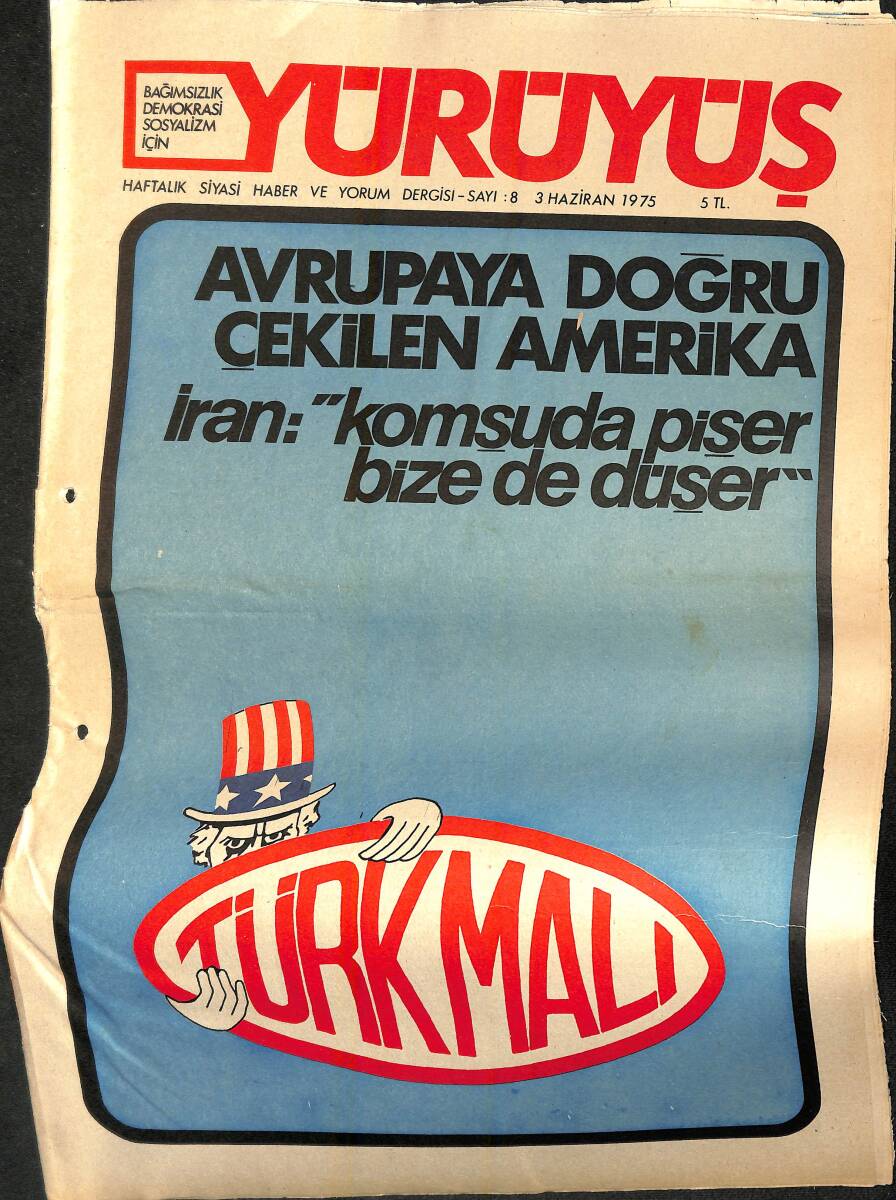 BAĞIMSIZLIK
DEMOKRASİ
SOSYALİZM
İÇİN
YÜRÜYÜŞ
HAFTALIK SİYASİ HABER VE YORUM DERGİSİ - SAYI : 8 3 HAZİRAN 1975 5 TL.
AVRUPAYA DOĞRU
ÇEKİLEN AMERİKA
İran: "komşuda pişer
bize de düşer"
TÜRK MALI